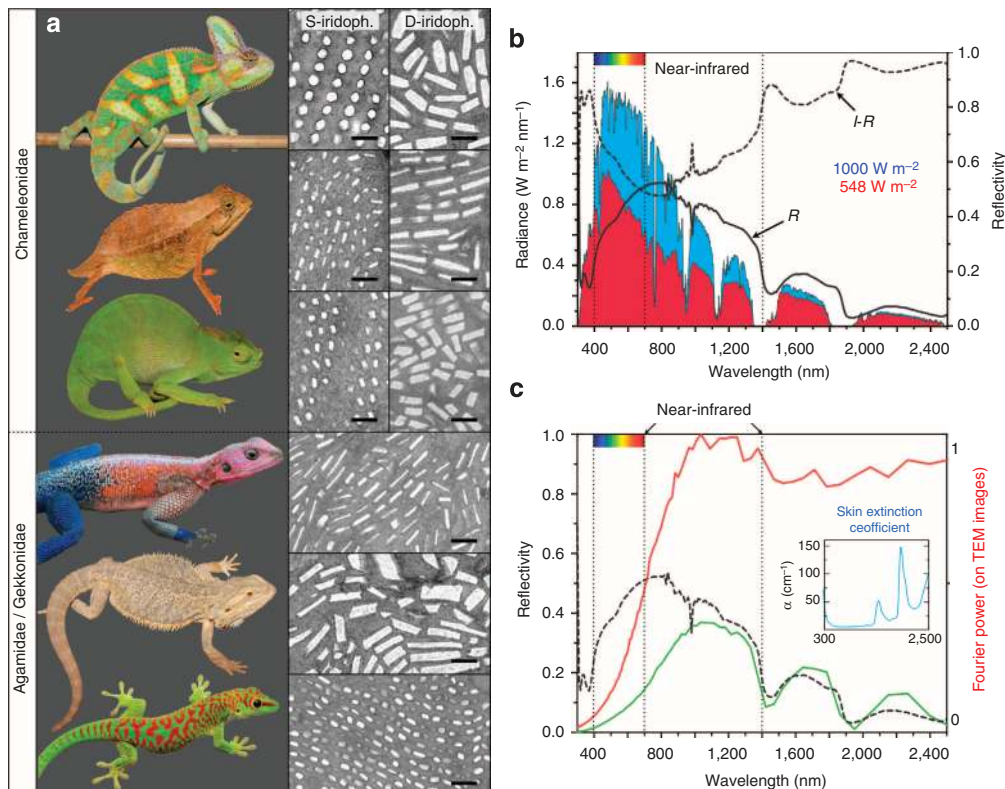 a
S-iridoph.
D-iridoph.
Chameleonidae
Agamidae / Gekkonidae
b
Near-infrared
I-R
R
1000 W m−2
548 W m−2
Radiance (W m−2 nm−1)
1.6
1.2
0.8
0.4
0.0
Reflectivity
1.0
0.8
0.6
0.4
0.2
0.0
400
800
1,200
1,600
2,000
2,400
Wavelength (nm)
c
Near-infrared
Reflectivity
1.0
0.8
0.6
0.4
0.2
0.0
Fourier power (on TEM images)
1
0
Skin extinction
ceofficient
α (cm−1)
150
100
50
300
2,500
400
800
1,200
1,600
2,000
2,400
Wavelength (nm)